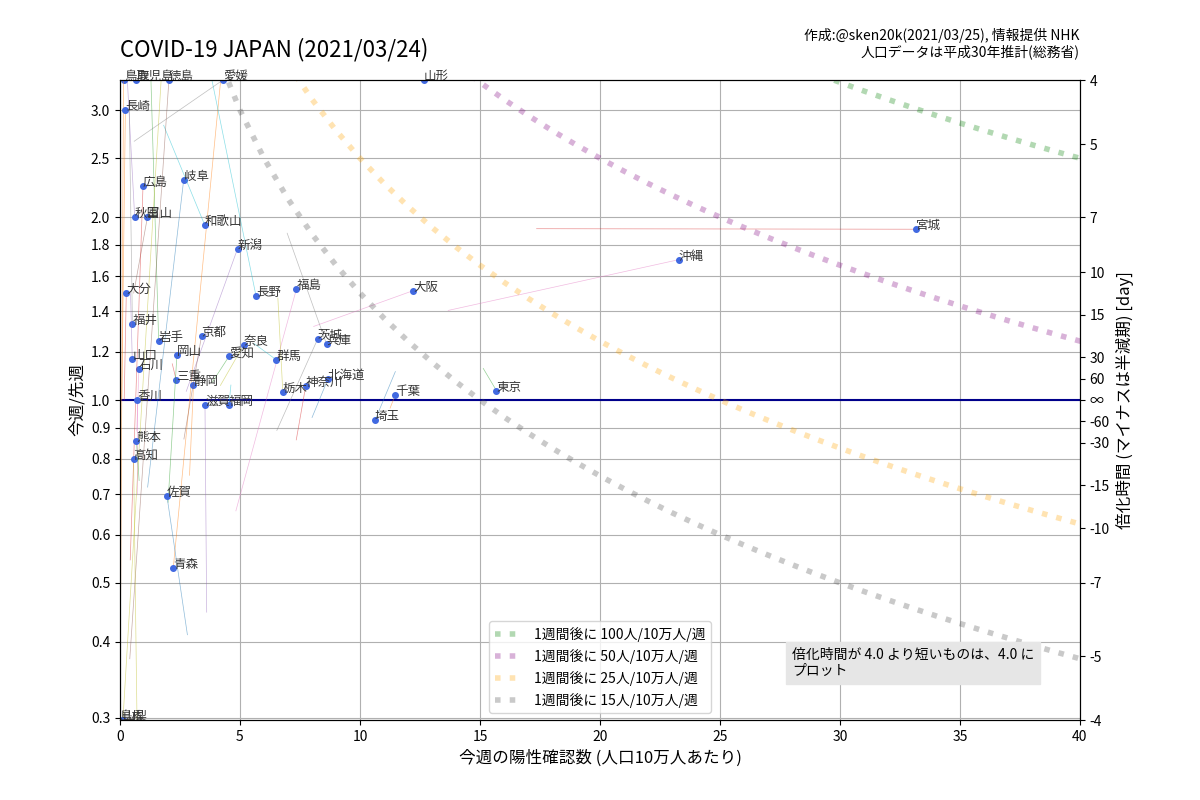 COVID-19 JAPAN (2021/03/24)
作成:@sken20k(2021/03/25), 情報提供 NHK
人口データは平成30年推計(総務省)
鳥取
鹿児島
徳島
愛媛
山形
長崎
広島
岐阜
秋田
富山
和歌山
宮城
新潟
沖縄
大分
長野
福島
大阪
福井
岩手
京都
奈良
茨城
兵庫
山口
岡山
愛知
群馬
石川
三重
静岡
栃木
神奈川
北海道
千葉
東京
香川
滋賀
福岡
埼玉
熊本
高知
佐賀
青森
島根
山梨
3.0
2.5
2.0
1.8
1.6
1.4
1.2
1.0
0.9
0.8
0.7
0.6
0.5
0.4
0.3
今週/先週
4
5
7
10
15
30
60
∞
-60
-30
-15
-10
-7
-5
-4
倍化時間 (マイナスは半減期) [day]
1週間後に 100人/10万人/週
1週間後に 50人/10万人/週
1週間後に 25人/10万人/週
1週間後に 15人/10万人/週
倍化時間が 4.0 より短いものは、4.0 に
プロット
0 5 10 15 20 25 30 35 40
今週の陽性確認数 (人口10万人あたり)